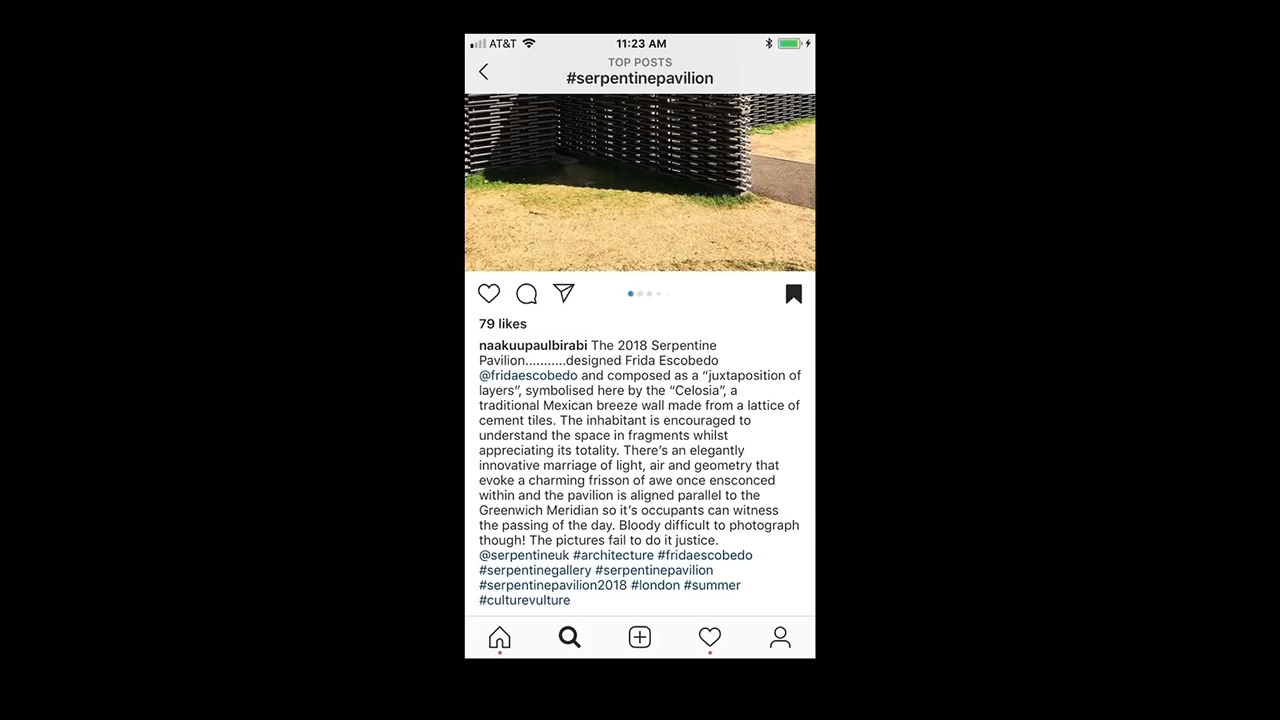 AT&T 11:23 AM
TOP POSTS
#serpentinepavilion
79 likes
naakuupaulbirabi The 2018 Serpentine
Pavilion...........designed Frida Escobedo
@fridaescobedo and composed as a “juxtaposition of
layers”, symbolised here by the “Celosia”, a
traditional Mexican breeze wall made from a lattice of
cement tiles. The inhabitant is encouraged to
understand the space in fragments whilst
appreciating its totality. There’s an elegantly
innovative marriage of light, air and geometry that
evoke a charming frisson of awe once ensconced
within and the pavilion is aligned parallel to the
Greenwich Meridian so it’s occupants can witness
the passing of the day. Bloody difficult to photograph
though! The pictures fail to do it justice.
@serpentineuk #architecture #fridaescobedo
#serpentinegallery #serpentinepavilion
#serpentinepavilion2018 #london #summer
#culturevulture